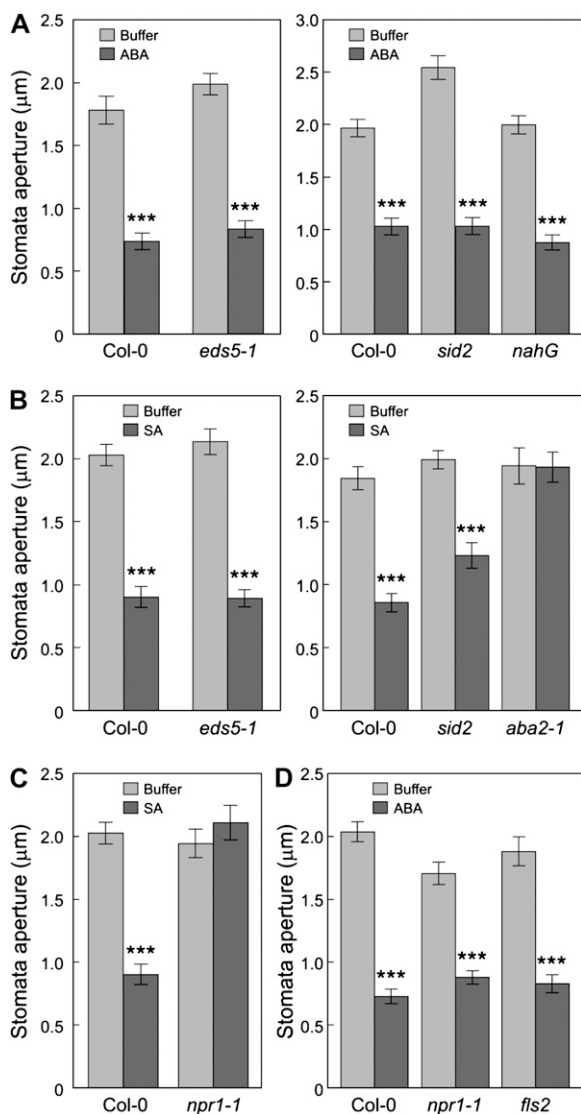 A
Buffer
ABA
Stomata aperture (μm)
2.5
2.0
1.5
1.0
0.5
0
***
***
Col-0 eds5-1
Buffer
ABA
3.0
2.5
2.0
1.5
1.0
0.5
0
***
***
***
Col-0 sid2 nahG
B
Buffer
SA
Stomata aperture (μm)
2.5
2.0
1.5
1.0
0.5
0
***
***
Col-0 eds5-1
Buffer
SA
2.5
2.0
1.5
1.0
0.5
0
***
***
Col-0 sid2 aba2-1
C
Buffer
SA
Stomata aperture (μm)
2.5
2.0
1.5
1.0
0.5
0
***
Col-0 npr1-1
D
Buffer
ABA
Stomata aperture (μm)
2.5
2.0
1.5
1.0
0.5
0
***
***
***
Col-0 npr1-1 fls2